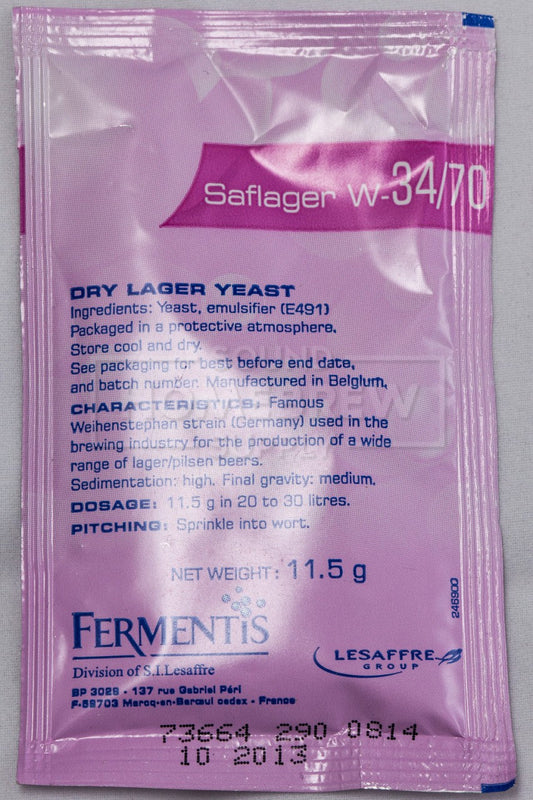 Saflager W-34/70
DRY LAGER YEAST
Ingredients: Yeast, emulsifier (E491)
Packaged in a protective atmosphere.
Store cool and dry.
See packaging for best before end date,
and batch number. Manufactured in Belgium.
CHARACTERISTICS: Famous
Weihenstephan strain (Germany) used in the
brewing industry for the production of a wide
range of lager/pilsen beers.
Sedimentation: high. Final gravity: medium.
DOSAGE: 11.5 g in 20 to 30 litres.
PITCHING: Sprinkle into wort.
SOUND
HOMEBREW
SUPPLY
NET WEIGHT: 11.5 g
246900
FERMENTIS
Division of S.I.Lesaffre
LESAFFRE
GROUP
BP 3029 - 137 rue Gabriel Péri
F-59703 Marcq-en-Barœul cedex - France
73664 290 0814
10 2013